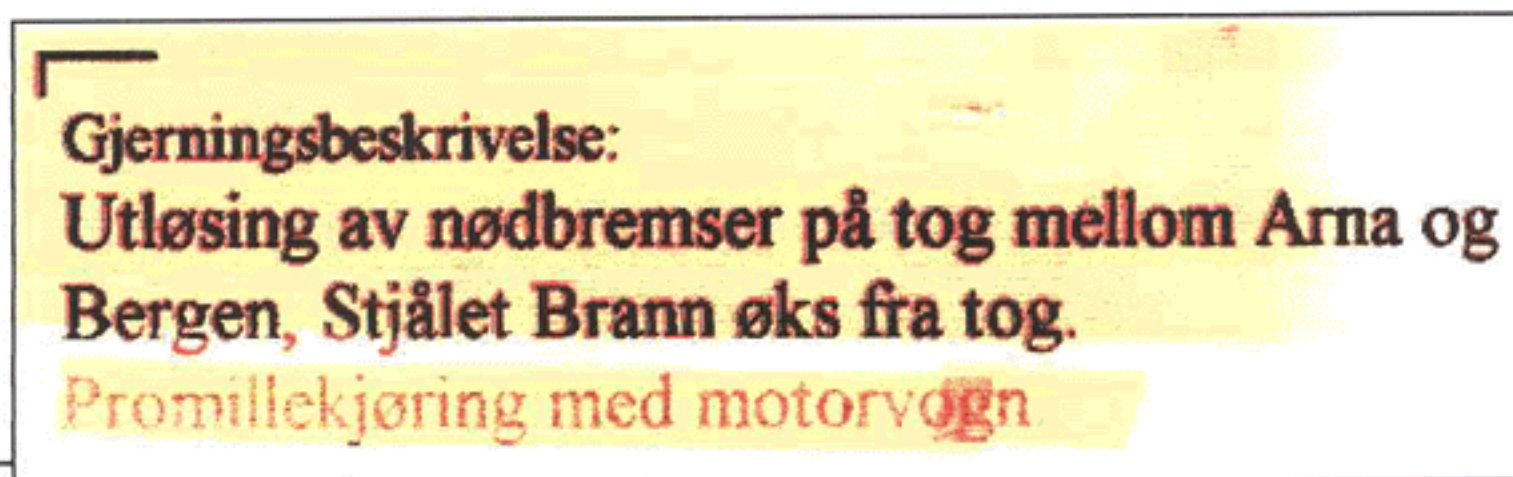 Gjerningsbeskrivelse:
Utløsing av nødbremser på tog mellom Arna og
Bergen, Stjålet Brann øks fra tog.
Promillekjøring med motorvogn